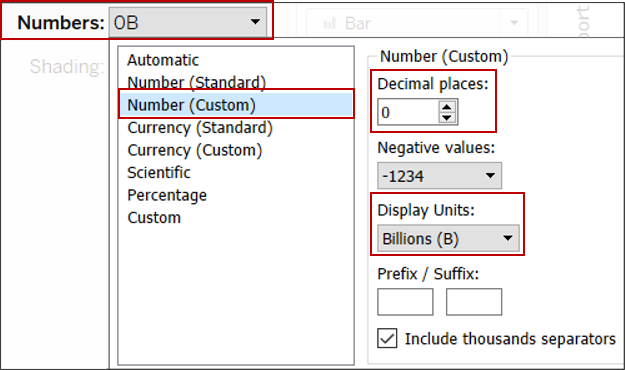 Numbers: 0B
Bar
Shading:
port
Automatic
Number (Standard)
Number (Custom)
Currency (Standard)
Currency (Custom)
Scientific
Percentage
Custom
Number (Custom)
Decimal places:
0
Negative values:
-1234
Display Units:
Billions (B)
Prefix / Suffix:
Include thousands separators